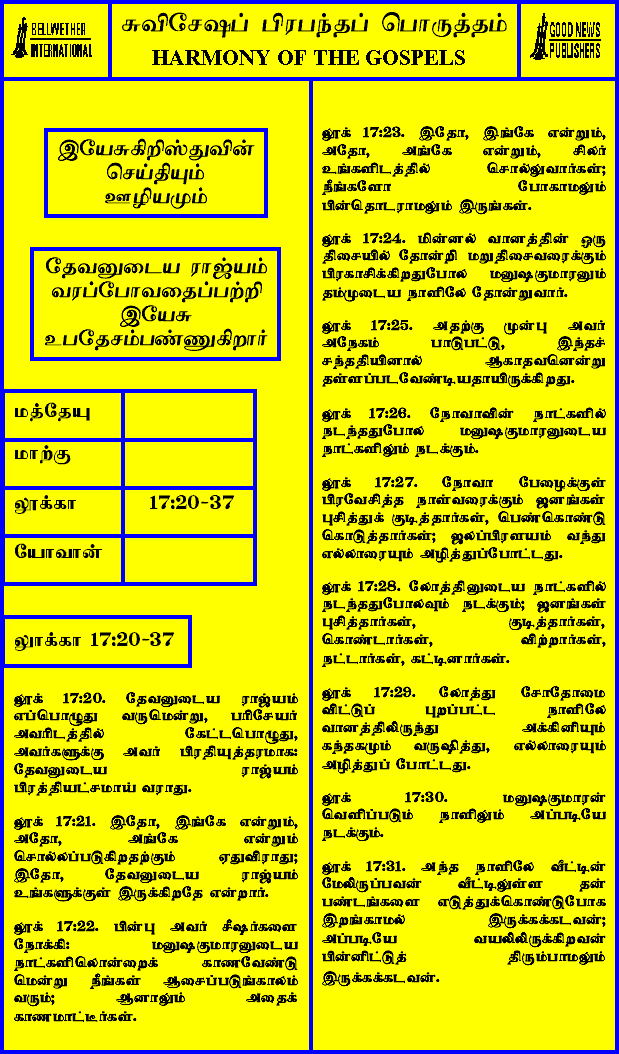 BELLWETHER
INTERNATIONAL
சுவிசேஷப் பிரபந்தப் பொருத்தம்
HARMONY OF THE GOSPELS
GOOD NEWS
PUBLISHERS
இயேசுகிறிஸ்துவின்
செய்தியும்
ஊழியமும்
தேவனுடைய ராஜ்யம்
வரப்போவதைப்பற்றி
இயேசு
உபதேசம்பண்ணுகிறார்
மத்தேயு
மாற்கு
லூக்கா 17:20-37
யோவான்
லூக்கா 17:20-37
லூக் 17:20. தேவனுடைய ராஜ்யம்
எப்பொழுது வருமென்று, பரிசேயர்
அவரிடத்தில் கேட்டபொழுது,
அவர்களுக்கு அவர் பிரதியுத்தரமாக:
தேவனுடைய ராஜ்யம்
பிரத்தியட்சமாய் வராது.
லூக் 17:21. இதோ, இங்கே என்றும்,
அதோ, அங்கே என்றும்
சொல்லப்படுகிறதற்கும் ஏதுவிராது;
இதோ, தேவனுடைய ராஜ்யம்
உங்களுக்குள் இருக்கிறதே என்றார்.
லூக் 17:22. பின்பு அவர் சீஷர்களை
நோக்கி: மனுஷகுமாரனுடைய
நாட்களிலொன்றைக் காணவேண்டு
மென்று நீங்கள் ஆசைப்படுங்காலம்
வரும்; ஆனாலும் அதைக்
காணமாட்டீர்கள்.
லூக் 17:23. இதோ, இங்கே என்றும்,
அதோ, அங்கே என்றும், சிலர்
உங்களிடத்தில் சொல்லுவார்கள்;
நீங்களோ போகாமலும்
பின்தொடராமலும் இருங்கள்.
லூக் 17:24. மின்னல் வானத்தின் ஒரு
திசையில் தோன்றி மறுதிசைவரைக்கும்
பிரகாசிக்கிறதுபோல் மனுஷகுமாரனும்
தம்முடைய நாளிலே தோன்றுவார்.
லூக் 17:25. அதற்கு முன்பு அவர்
அநேகம் பாடுபட்டு, இந்தச்
சந்ததியினால் ஆகாதவனென்று
தள்ளப்படவேண்டியதாயிருக்கிறது.
லூக் 17:26. நோவாவின் நாட்களில்
நடந்ததுபோல மனுஷகுமாரனுடைய
நாட்களிலும் நடக்கும்.
லூக் 17:27. நோவா பேழைக்குள்
பிரவேசித்த நாள்வரைக்கும் ஜனங்கள்
புசித்துக் குடித்தார்கள், பெண்கொண்டு
கொடுத்தார்கள்; ஜலப்பிரளயம் வந்து
எல்லாரையும் அழித்துப்போட்டது.
லூக் 17:28. லோத்தினுடைய நாட்களில்
நடந்ததுபோலவும் நடக்கும்; ஜனங்கள்
புசித்தார்கள், குடித்தார்கள்,
கொண்டார்கள், விற்றார்கள்,
நட்டார்கள், கட்டினார்கள்.
லூக் 17:29. லோத்து சோதோமை
விட்டுப் புறப்பட்ட நாளிலே
வானத்திலிருந்து அக்கினியும்
கந்தகமும் வருஷித்து, எல்லாரையும்
அழித்துப் போட்டது.
லூக் 17:30. மனுஷகுமாரன்
வெளிப்படும் நாளிலும் அப்படியே
நடக்கும்.
லூக் 17:31. அந்த நாளிலே வீட்டின்
மேலிருப்பவன் வீட்டிலுள்ள தன்
பண்டங்களை எடுத்துக்கொண்டுபோக
இறங்காமல் இருக்கக்கடவன்;
அப்படியே வயலிலிருக்கிறவன்
பின்னிட்டுத் திரும்பாமலும்
இருக்கக்கடவன்.